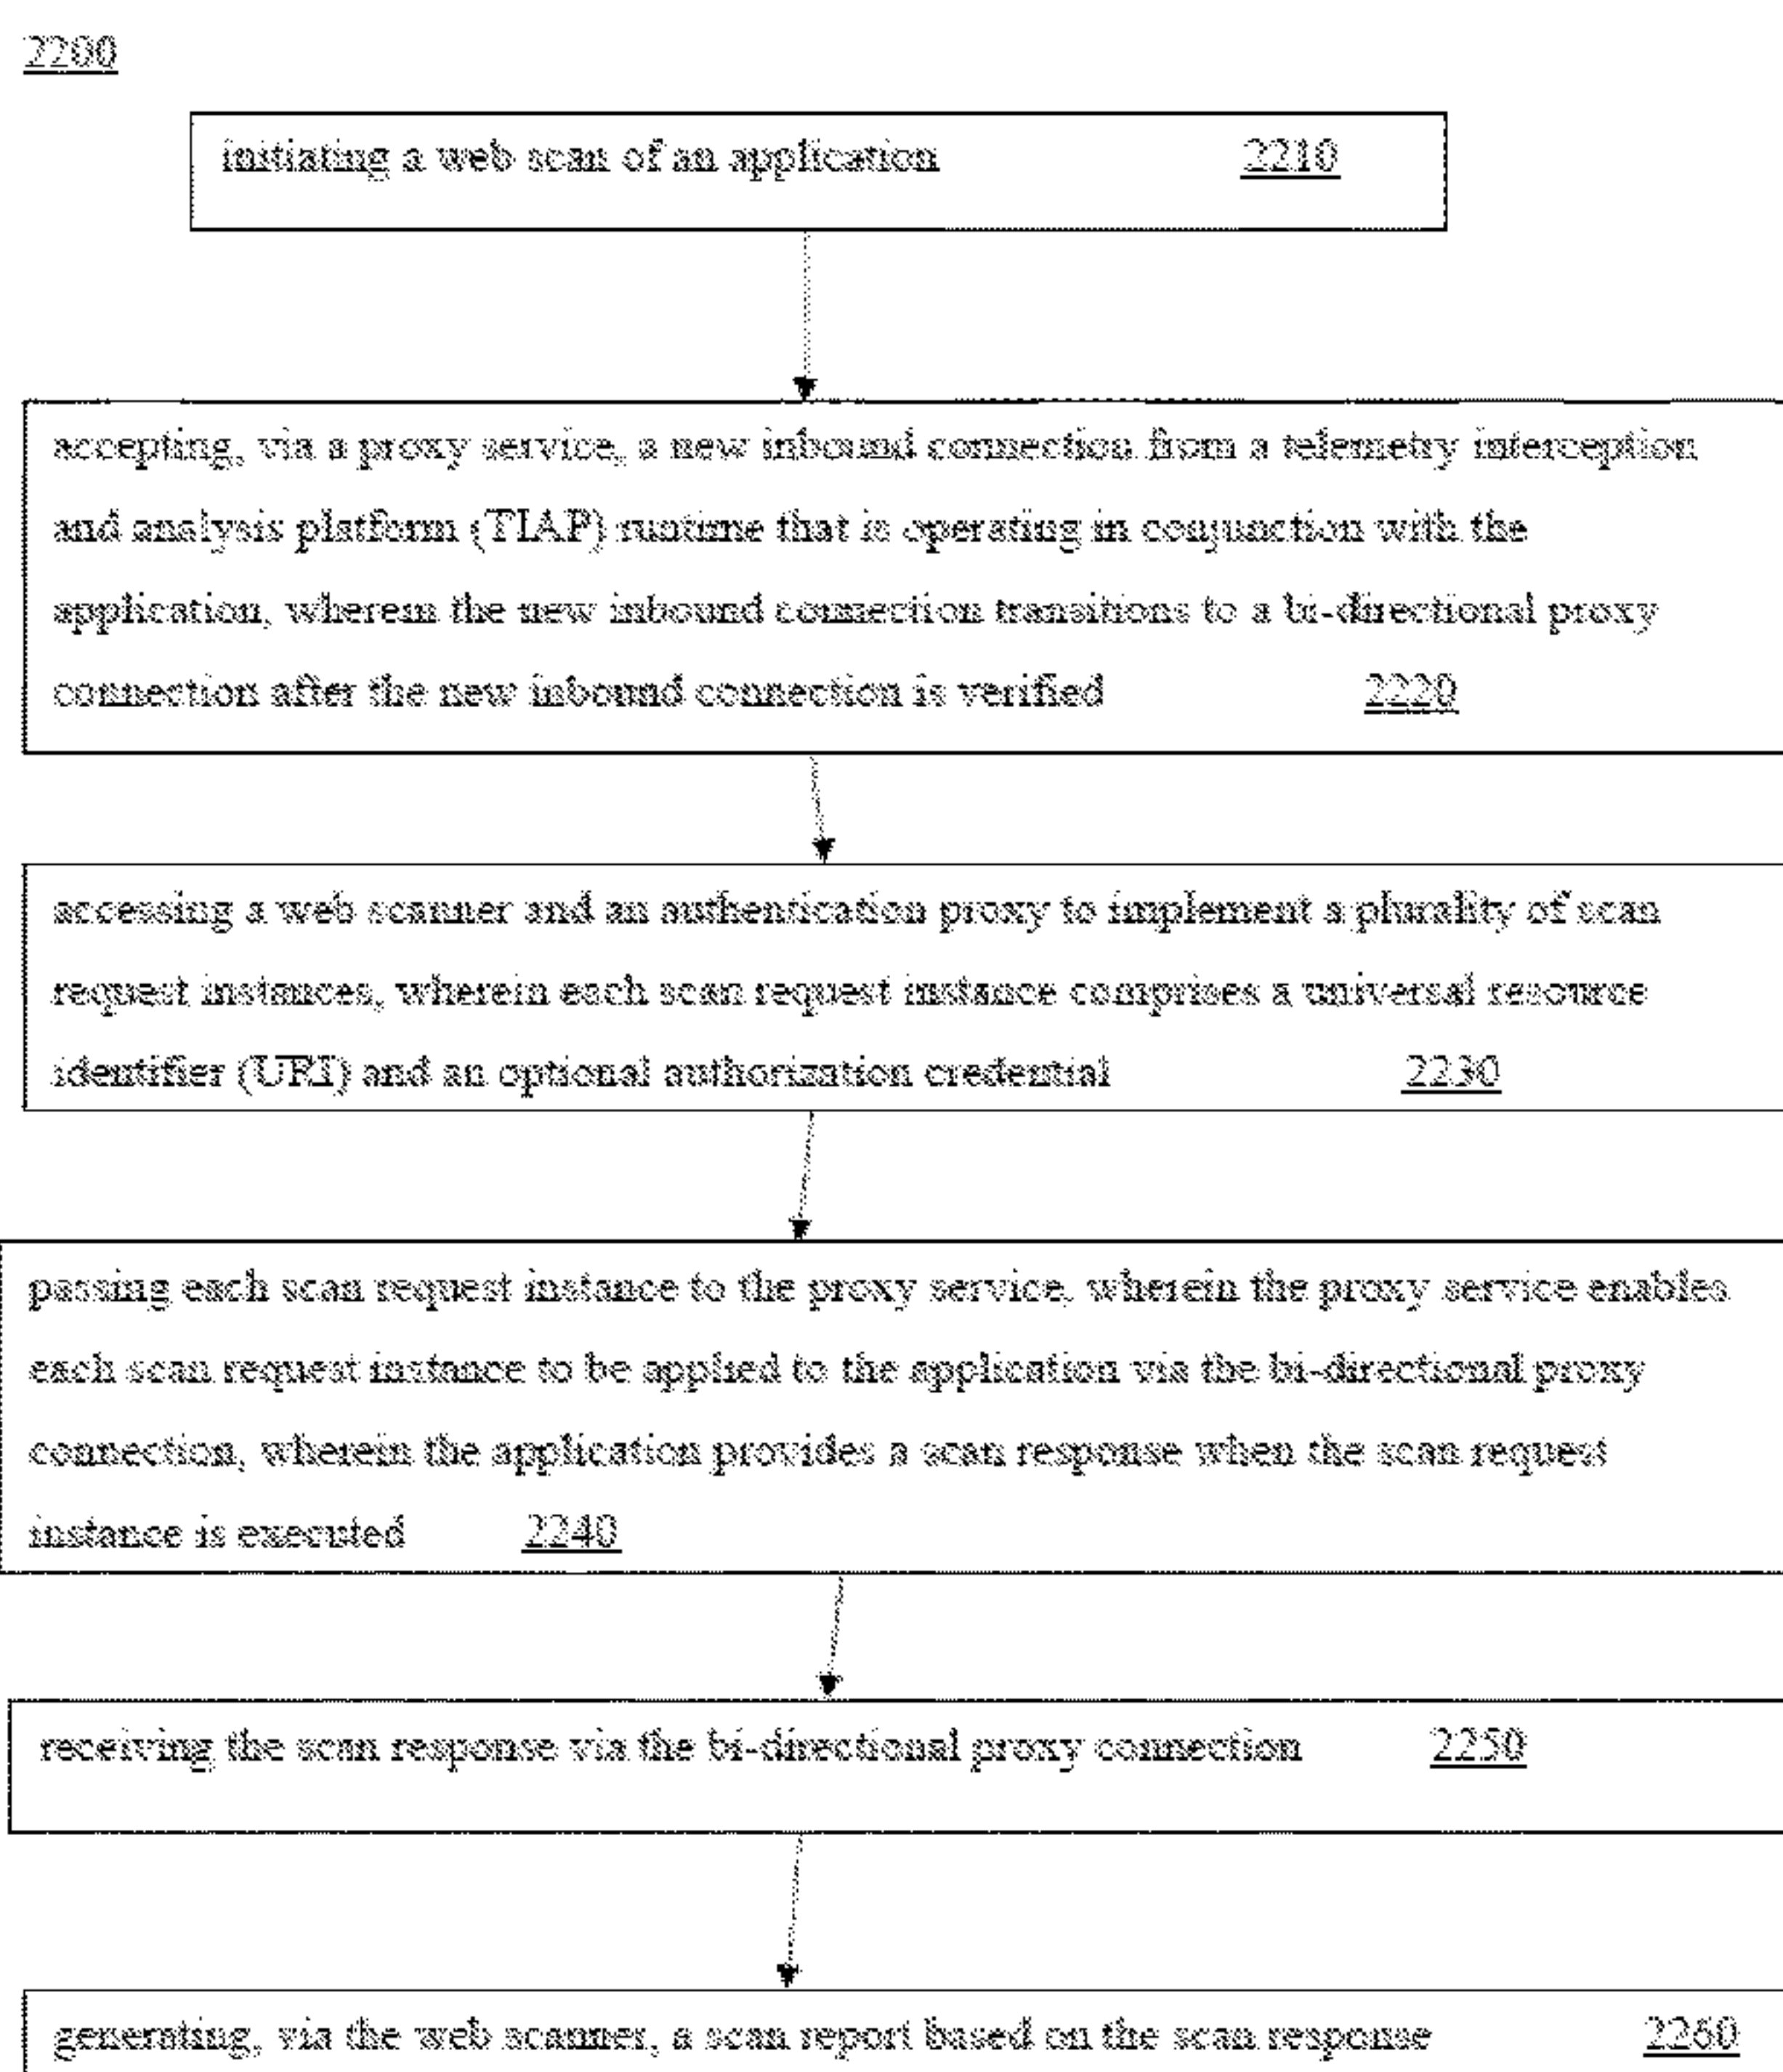 2200
initiating a web scan of an application 2210
accepting, via a proxy service, a new inbound connection from a telemetry interception
and analysis platform (TIAP) runtime that is operating in conjunction with the
application, wherein the new inbound connection transitions to a bi-directional proxy
connection after the new inbound connection is verified 2220
accessing a web scanner and an authentication proxy to implement a plurality of scan
request instances, wherein each scan request instance comprises a universal resource
identifier (URI) and an optional authorization credential 2230
passing each scan request instance to the proxy service, wherein the proxy service enables
each scan request instance to be applied to the application via the bi-directional proxy
connection, wherein the application provides a scan response when the scan request
instance is executed 2240
receiving the scan response via the bi-directional proxy connection 2250
generating, via the web scanner, a scan report based on the scan response 2260